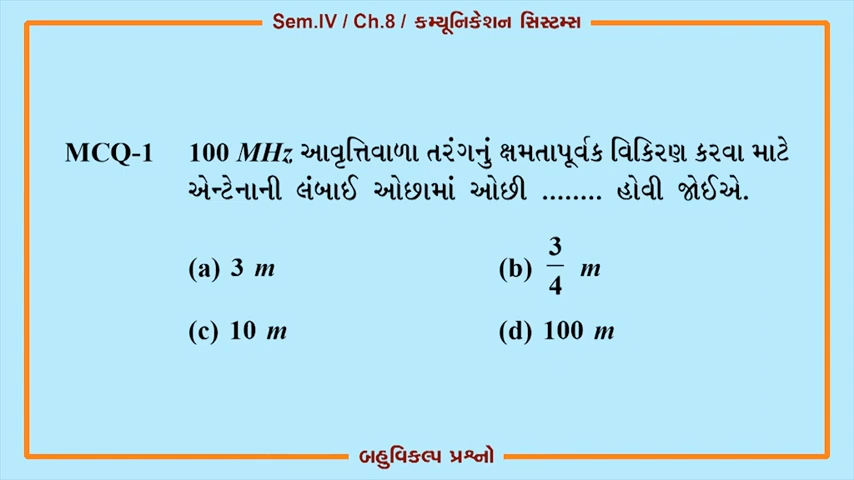 Sem.IV / Ch.8 / કમ્યૂનિકેશન સિસ્ટમ્સ
MCQ-1 100 MHz આવૃત્તિવાળા તરંગનું ક્ષમતાપૂર્વક વિકિરણ કરવા માટે
એન્ટેનાની લંબાઈ ઓછામાં ઓછી ........ હોવી જોઈએ.
(a) 3 m (b) 3/4 m
(c) 10 m (d) 100 m
બહુવિકલ્પ પ્રશ્નો